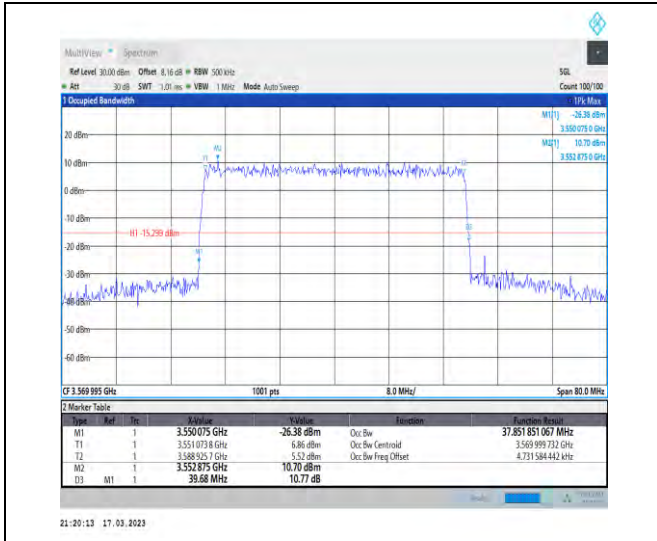 MultiView Spectrum
Ref Level 30.00 dBm Offset 8.16 dB RBW 500 kHz SGL
Att 30 dB SWT 1.01 ms VBW 1 MHz Mode Auto Sweep Count 100/100
1 Occupied Bandwidth 1Pk Max
M1[1] -26.38 dBm
3.550 075 0 GHz
M2[1] 10.70 dBm
3.552 875 0 GHz
20 dBm
M2
T1
10 dBm
0 dBm
-10 dBm
H1 -15.299 dBm
D3
-20 dBm
M1
-30 dBm
-40 dBm
-50 dBm
-60 dBm
CF 3.569 995 GHz 1001 pts 8.0 MHz/ Span 80.0 MHz
2 Marker Table
Type Ref Trc X-Value Y-Value Function Function Result
M1 1 3.550 075 GHz -26.38 dBm Occ Bw 37.851 851 067 MHz
T1 1 3.551 073 8 GHz 6.86 dBm Occ Bw Centroid 3.569 999 732 GHz
T2 1 3.588 925 7 GHz 5.52 dBm Occ Bw Freq Offset 4.731 584 442 kHz
M2 1 3.552 875 GHz 10.70 dBm
D3 M1 1 39.68 MHz 10.77 dB
21:20:13 17.03.2023